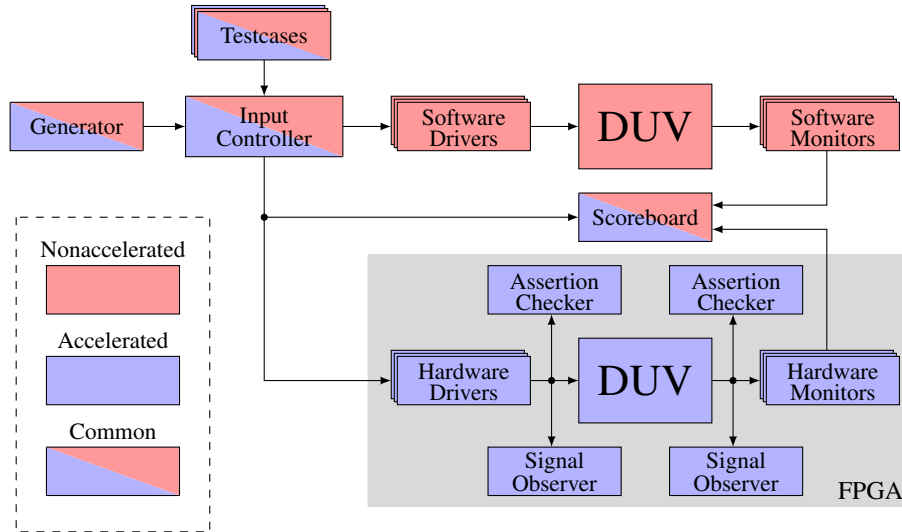 Testcases
Generator
Input
Controller
Software
Drivers
DUV
Software
Monitors
Scoreboard
Nonaccelerated
Accelerated
Common
Assertion
Checker
Assertion
Checker
Hardware
Drivers
DUV
Hardware
Monitors
Signal
Observer
Signal
Observer
FPGA